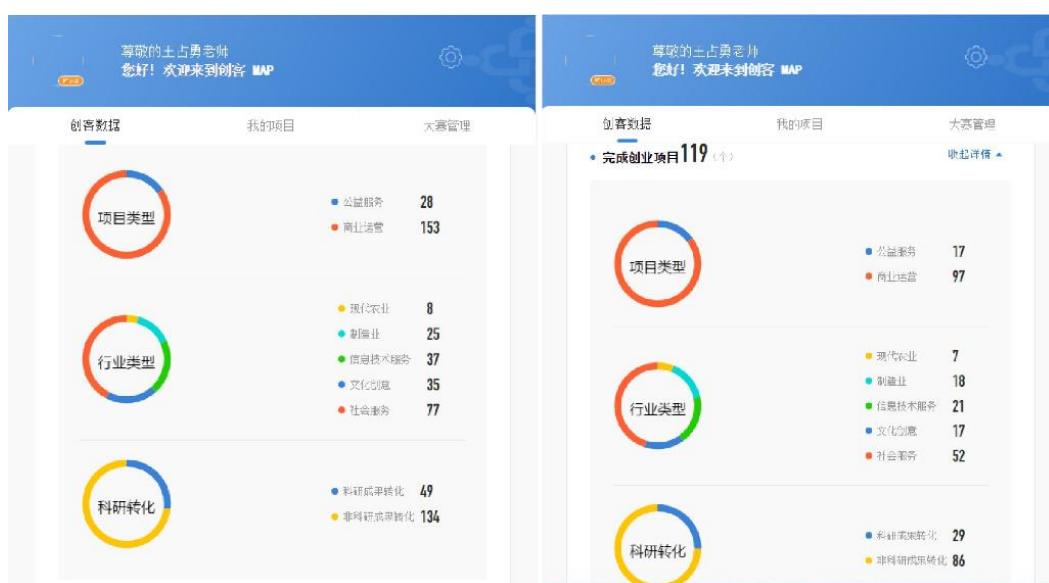 尊敬的王占勇老师
您好！欢迎来到创客 MAP
创客数据
我的项目
大赛管理
项目类型
公益服务 28
商业运营 153
行业类型
现代农业 8
制造业 25
信息技术服务 37
文化创意 35
社会服务 77
科研转化
科研成果转化 49
非科研成果转化 134
尊敬的王占勇老师
您好！欢迎来到创客 MAP
创客数据
我的项目
大赛管理
完成创业项目119（个）
收起详情
项目类型
公益服务 17
商业运营 97
行业类型
现代农业 7
制造业 18
信息技术服务 21
文化创意 17
社会服务 52
科研转化
科研成果转化 29
非科研成果转化 86